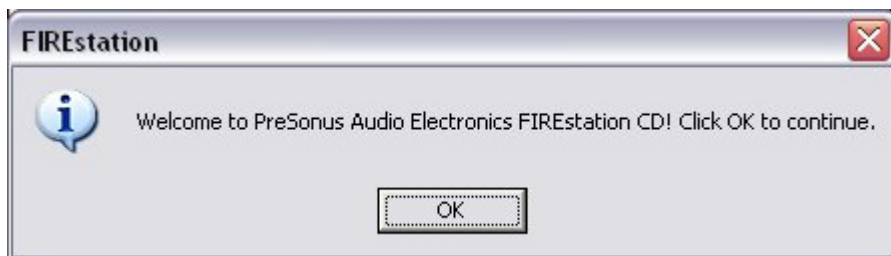 FIREstation
Welcome to PreSonus Audio Electronics FIREstation CD! Click OK to continue.
OK